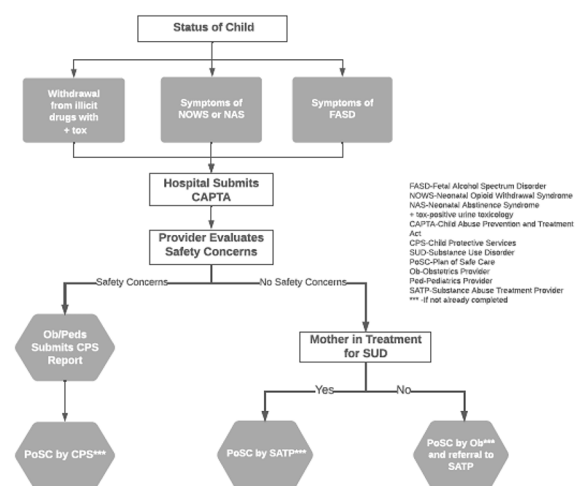 Status of Child
Withdrawal
from illicit
drugs with
+ tox
Symptoms of
NOWS or NAS
Symptoms of
FASD
Hospital Submits
CAPTA
Provider Evaluates
Safety Concerns
Safety Concerns
No Safety Concerns
Ob/Peds
Submits CPS
Report
Mother in Treatment
for SUD
Yes
No
PoSC by CPS***
PoSC by SATP***
PoSC by Ob***
and referral to
SATP
FASD-Fetal Alcohol Spectrum Disorder
NOWS-Neonatal Opioid Withdrawal Syndrome
NAS-Neonatal Abstinence Syndrome
+ tox-positive urine toxicology
CAPTA-Child Abuse Prevention and Treatment
Act
CPS-Child Protective Services
SUD-Substance Use Disorder
PoSC-Plan of Safe Care
Ob-Obstetrics Provider
Ped-Pediatrics Provider
SATP-Substance Abuse Treatment Provider
*** -If not already completed